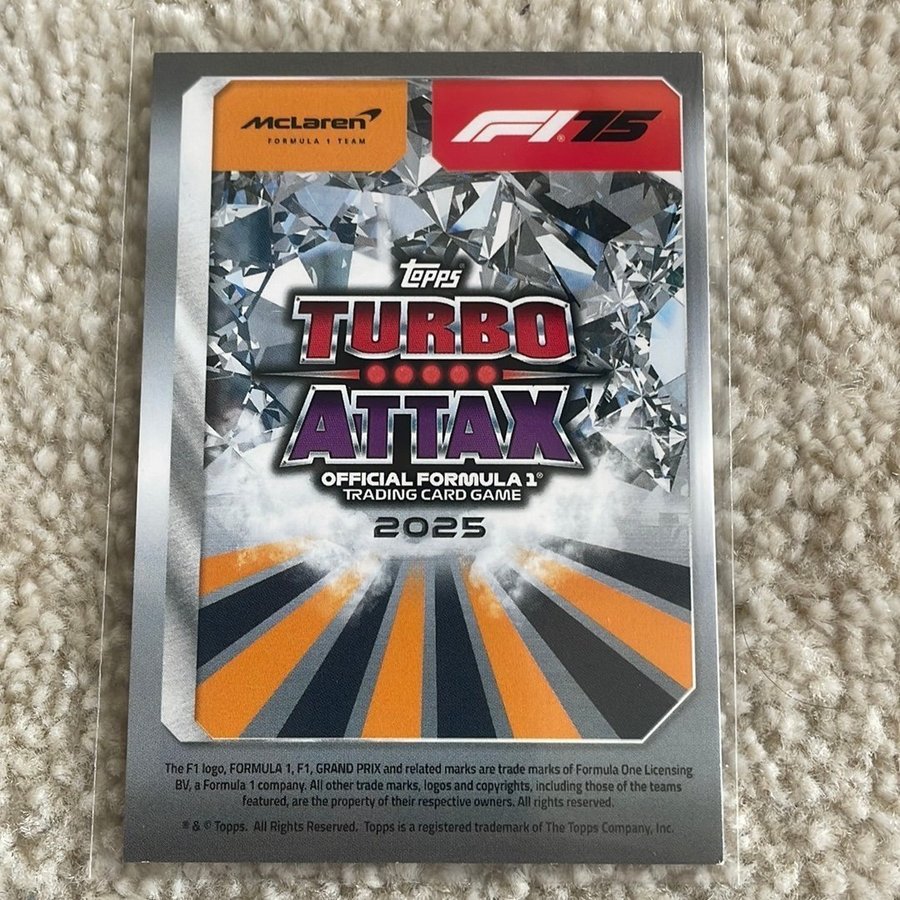 McLaren
FORMULA 1 TEAM
F1® 75
Topps
TURBO
ATTAX
OFFICIAL FORMULA 1®
TRADING CARD GAME
2025
The F1 logo, FORMULA 1, F1, GRAND PRIX and related marks are trade marks of Formula One Licensing
BV, a Formula 1 company. All other trade marks, logos and copyrights, including those of the teams
featured, are the property of their respective owners. All rights reserved.
® & © Topps. All Rights Reserved. Topps is a registered trademark of The Topps Company, Inc.